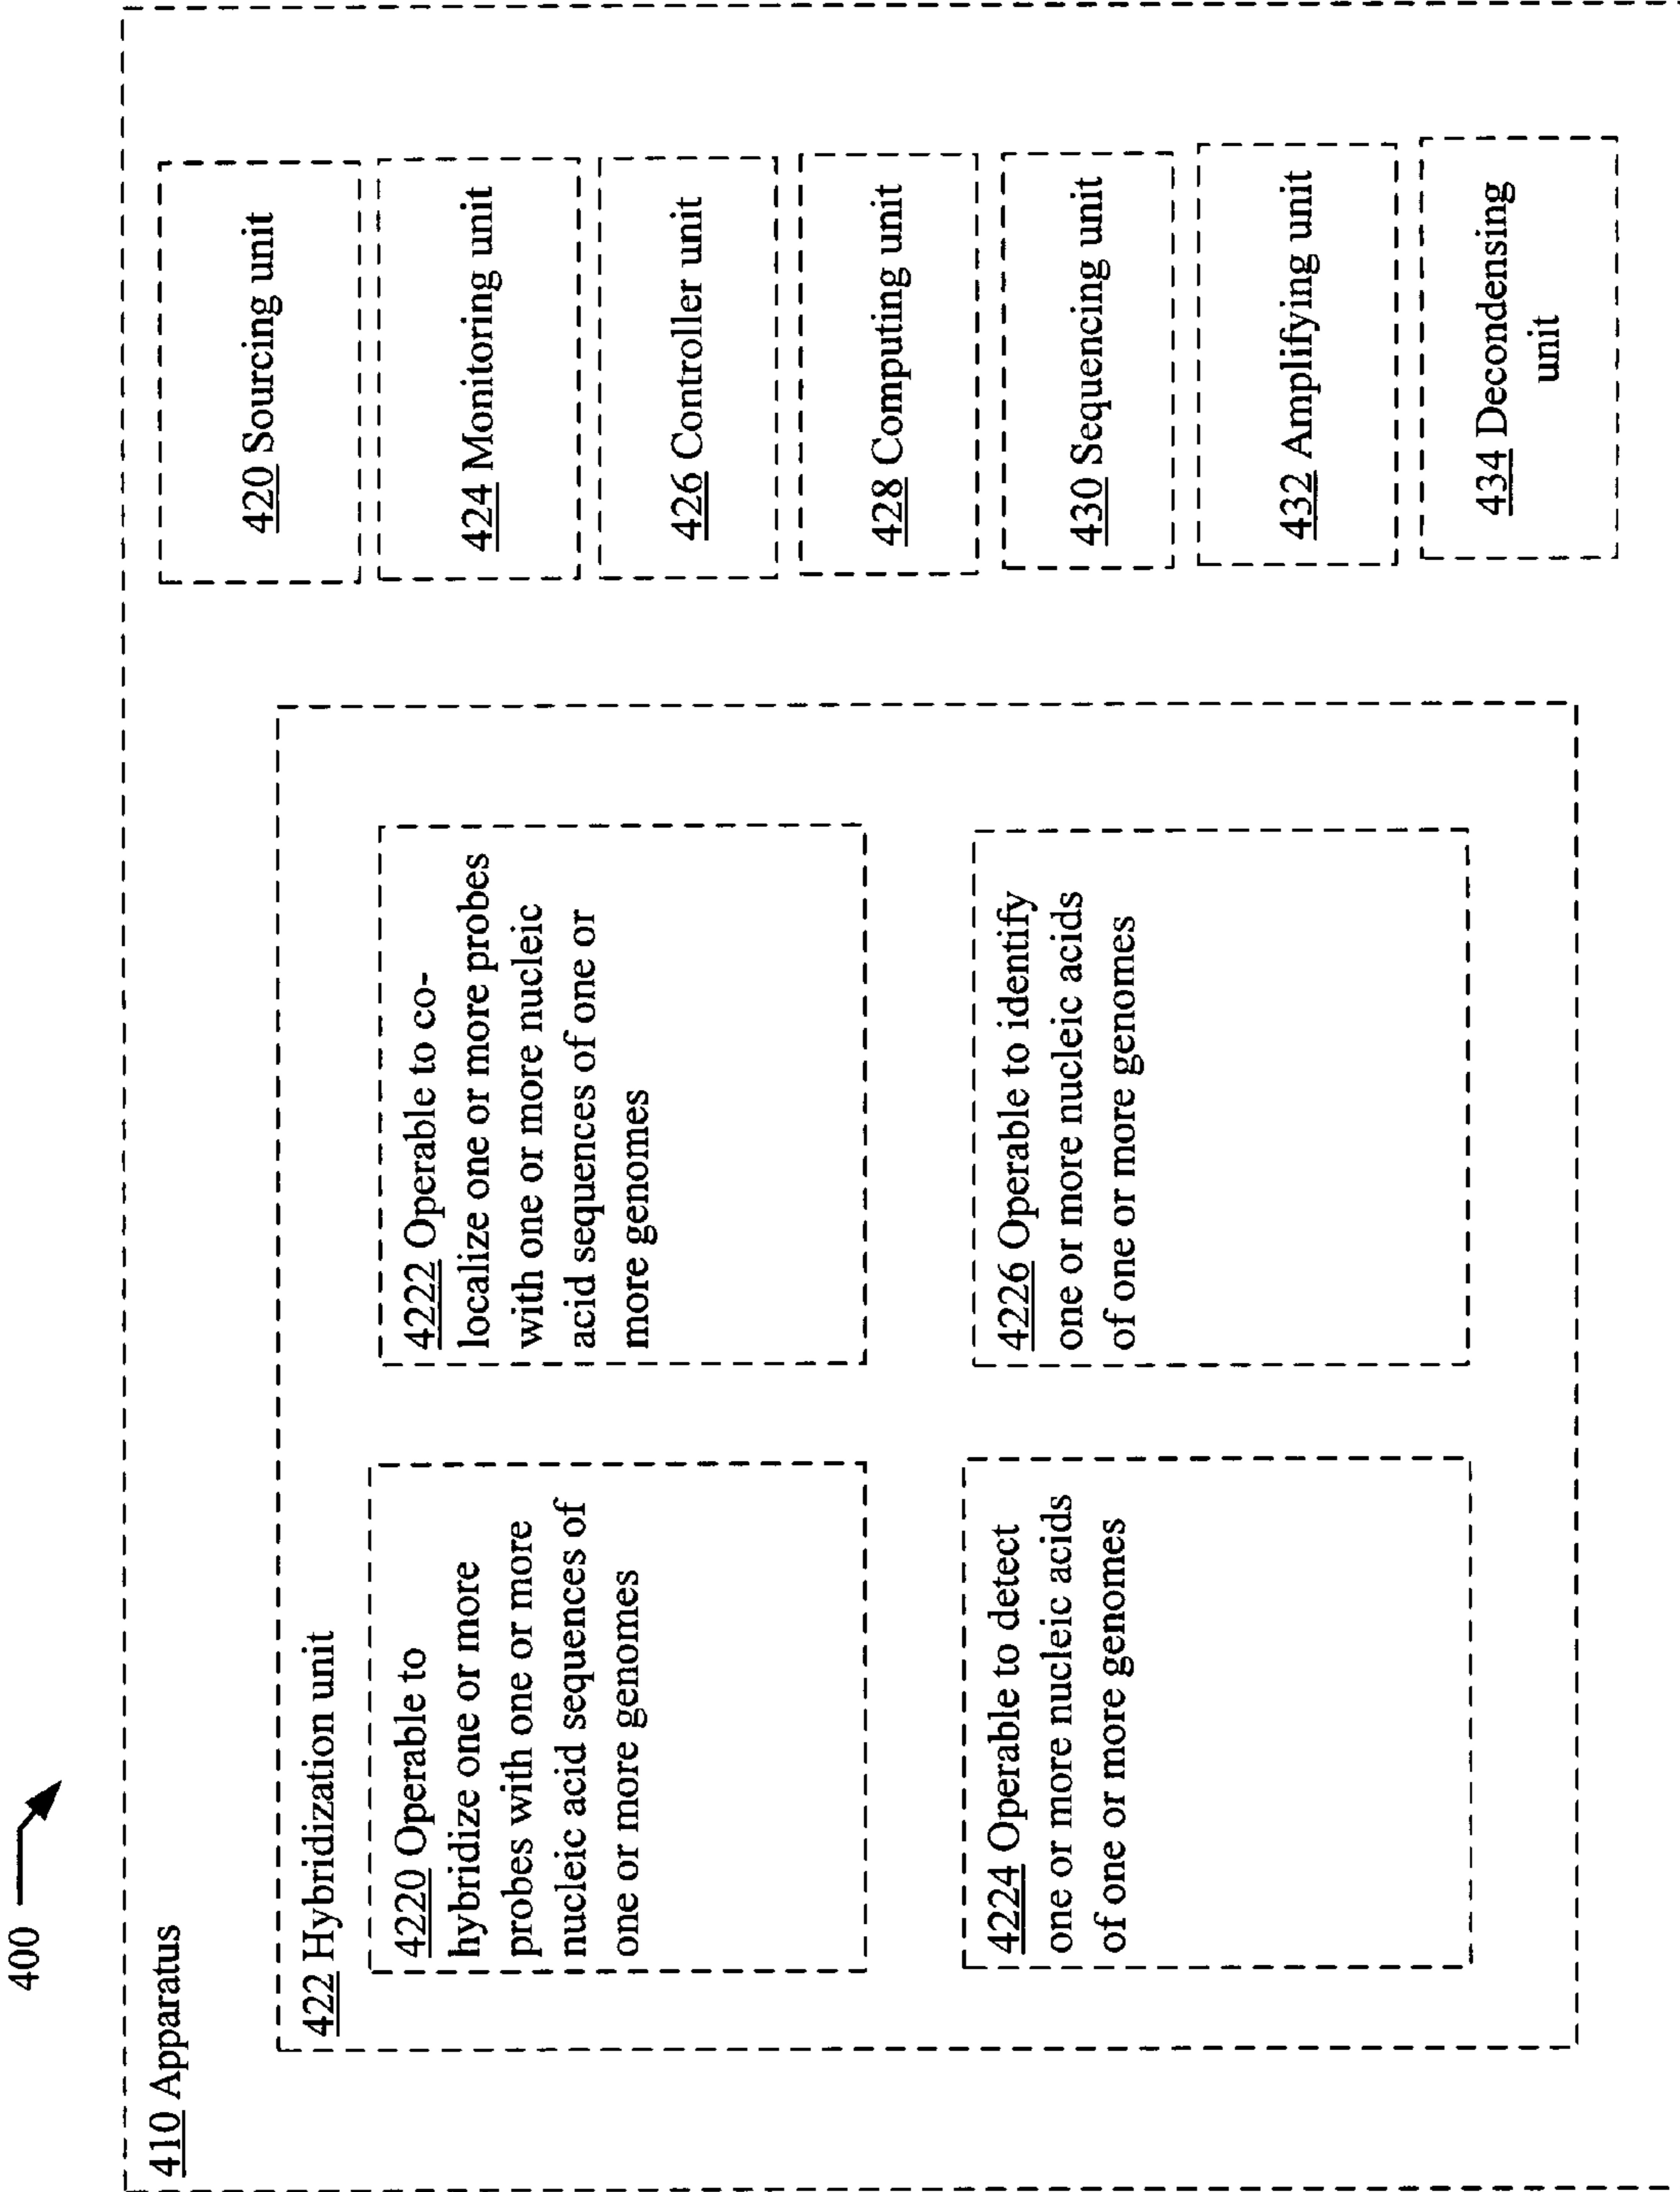 400
410 Apparatus
422 Hybridization unit
4220 Operable to
hybridize one or more
probes with one or more
nucleic acid sequences of
one or more genomes
4222 Operable to co-
localize one or more probes
with one or more nucleic
acid sequences of one or
more genomes
4224 Operable to detect
one or more nucleic acids
of one or more genomes
4226 Operable to identify
one or more nucleic acids
of one or more genomes
420 Sourcing unit
424 Monitoring unit
426 Controller unit
428 Computing unit
430 Sequencing unit
432 Amplifying unit
434 Decondensing
unit